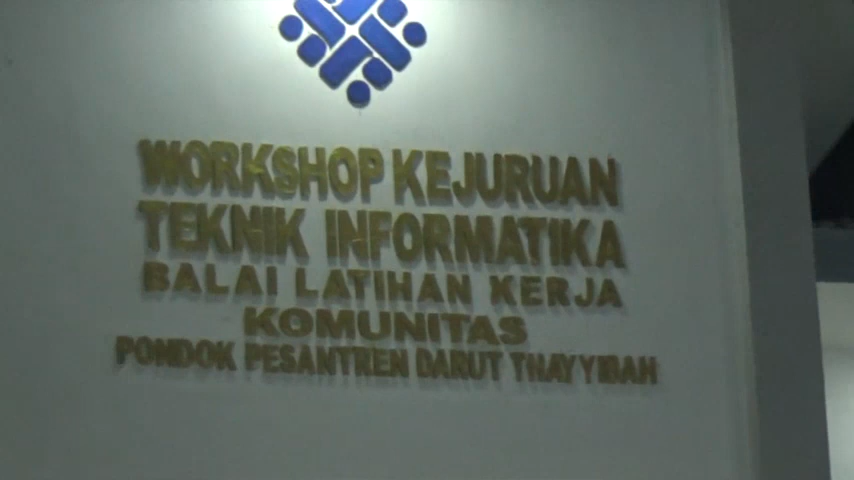 WORKSHOP KEJURUAN
TEKNIK INFORMATIKA
BALAI LATIHAN KERJA
KOMUNITAS
PONDOK PESANTREN DARUT THAYYIBAH